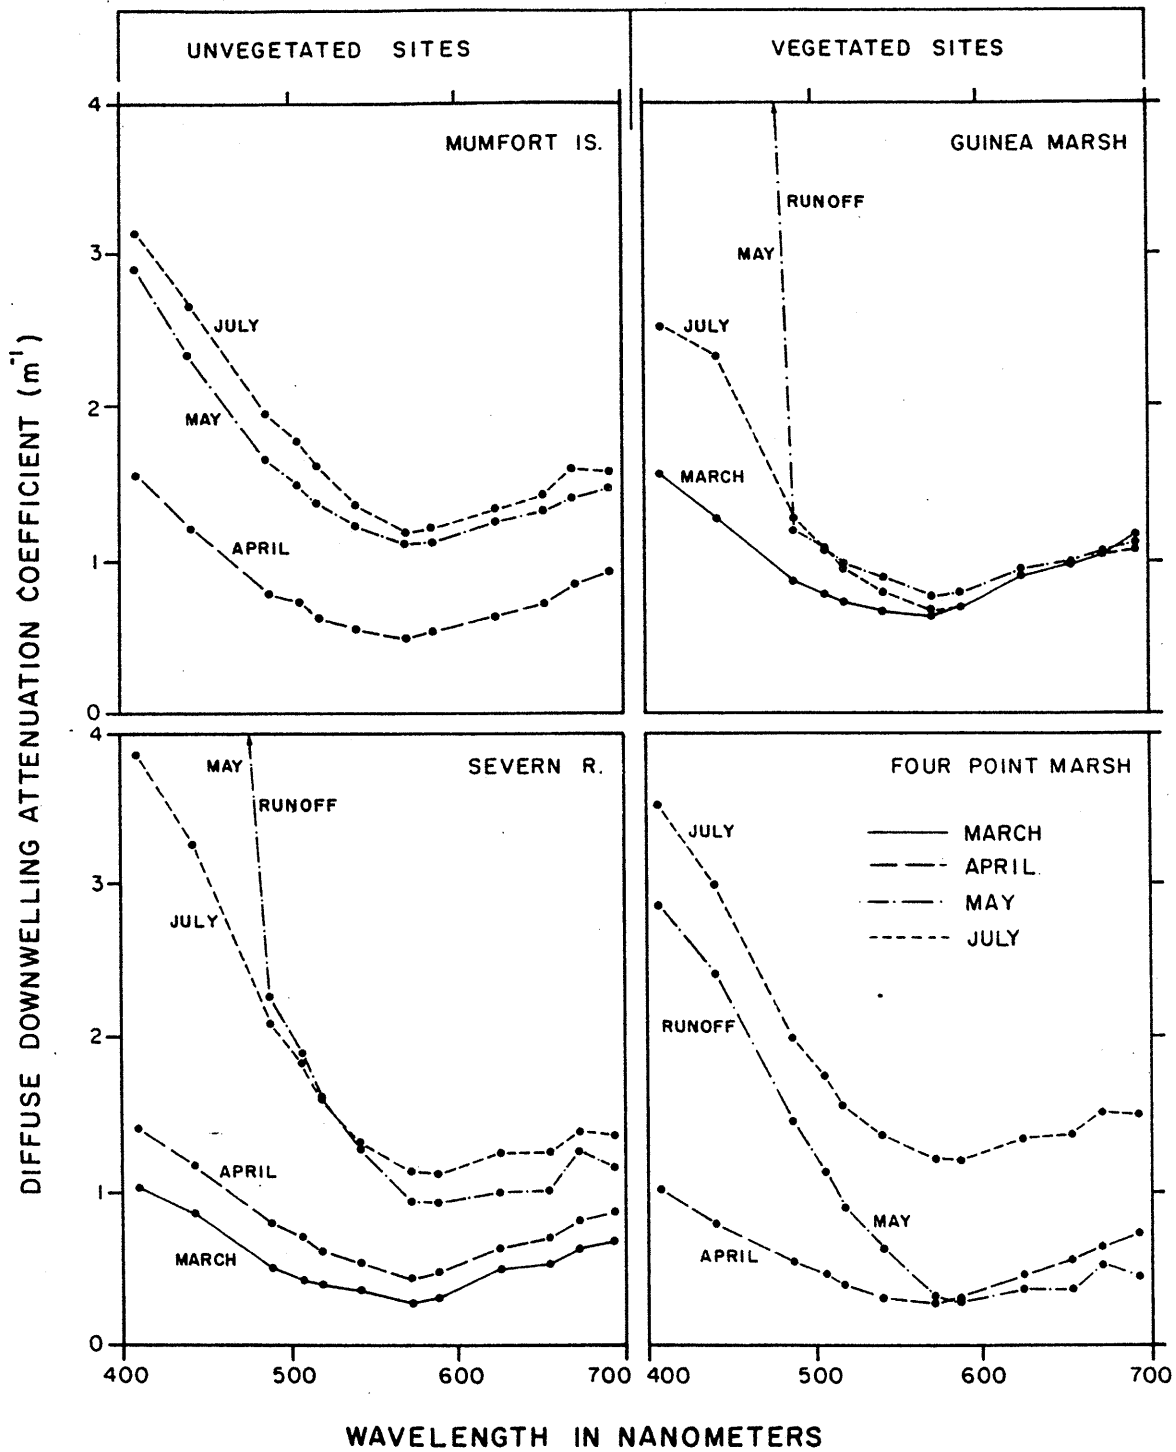 UNVEGETATED SITES
VEGETATED SITES
DIFFUSE DOWNWELLING ATTENUATION COEFFICIENT (m⁻¹)
4
3
2
1
0
MUMFORT IS.
JULY
MAY
APRIL
GUINEA MARSH
RUNOFF
MAY
JULY
MARCH
4
3
2
1
0
SEVERN R.
MAY
RUNOFF
JULY
APRIL
MARCH
400 500 600 700
FOUR POINT MARSH
JULY
MARCH
APRIL
MAY
JULY
RUNOFF
MAY
APRIL
400 500 600 700
WAVELENGTH IN NANOMETERS